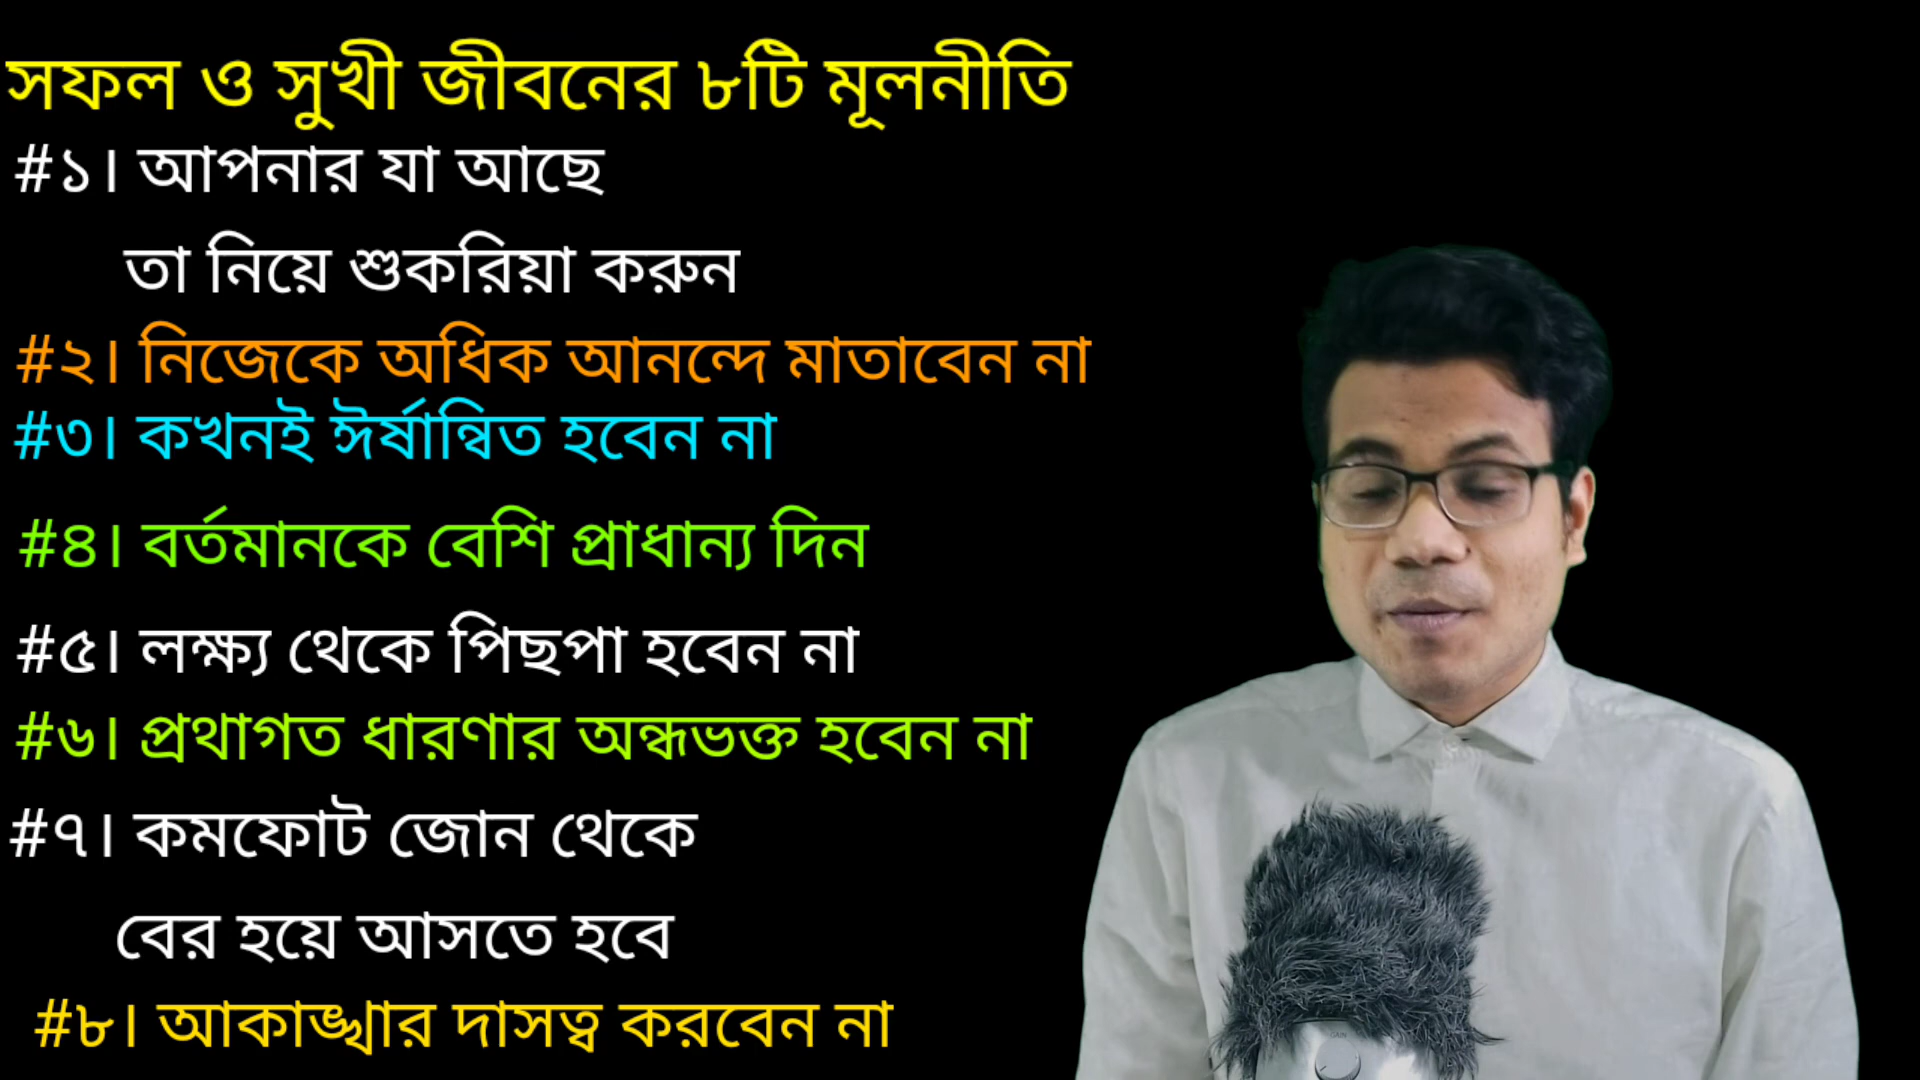 সফল ও সুখী জীবনের ৮টি মূলনীতি
#১। আপনার যা আছে
তা নিয়ে শুকরিয়া করুন
#২। নিজেকে অধিক আনন্দে মাতাবেন না
#৩। কখনই ঈর্ষান্বিত হবেন না
#৪। বর্তমানকে বেশি প্রাধান্য দিন
#৫। লক্ষ্য থেকে পিছপা হবেন না
#৬। প্রথাগত ধারণার অন্ধভক্ত হবেন না
#৭। কমফোট জোন থেকে
বের হয়ে আসতে হবে
#৮। আকাঙ্খার দাসত্ব করবেন না
GAIN